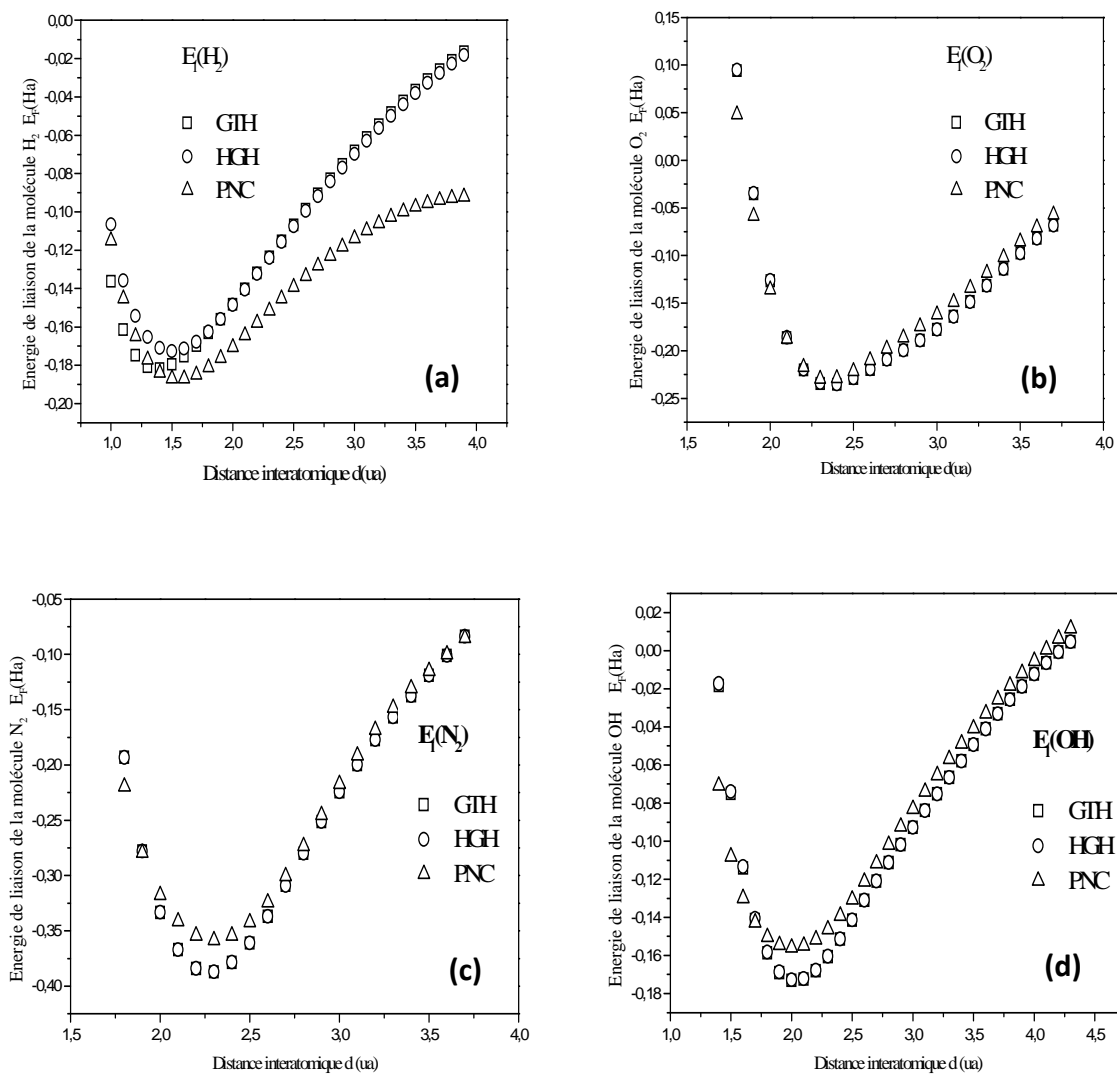 Energie de liaison de la molécule H2 EF(Ha)
0,00
-0,02
-0,04
-0,06
-0,08
-0,10
-0,12
-0,14
-0,16
-0,18
-0,20
El(H2)
GTH
HGH
PNC
(a)
1,0 1,5 2,0 2,5 3,0 3,5 4,0
Distance interatomique d(ua)
Energie de liaison de la molécule O2 EF(Ha)
0,15
0,10
0,05
0,00
-0,05
-0,10
-0,15
-0,20
-0,25
El(O2)
GTH
HGH
PNC
(b)
1,5 2,0 2,5 3,0 3,5 4,0
Distance interatomique d(ua)
Energie de liaison de la molécule N2 EF(Ha)
-0,05
-0,10
-0,15
-0,20
-0,25
-0,30
-0,35
-0,40
El(N2)
GTH
HGH
PNC
(c)
1,5 2,0 2,5 3,0 3,5 4,0
Distance interatomique d (ua)
Energie de liaison de la molécule OH EF(Ha)
0,02
0,00
-0,02
-0,04
-0,06
-0,08
-0,10
-0,12
-0,14
-0,16
-0,18
El(OH)
GTH
HGH
PNC
(d)
1,0 1,5 2,0 2,5 3,0 3,5 4,0 4,5
Distance interatomique d (ua)